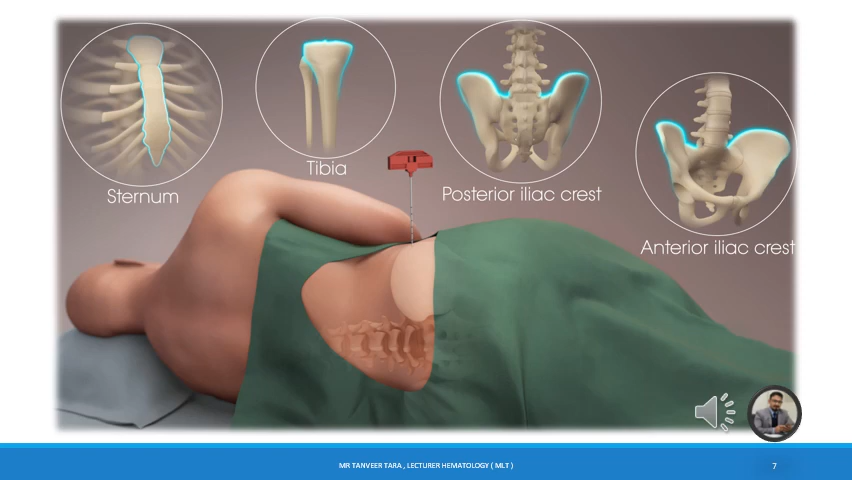 Sternum
Tibia
Posterior iliac crest
Anterior iliac crest
MR TANVEER TARA , LECTURER HEMATOLOGY ( MLT )
7